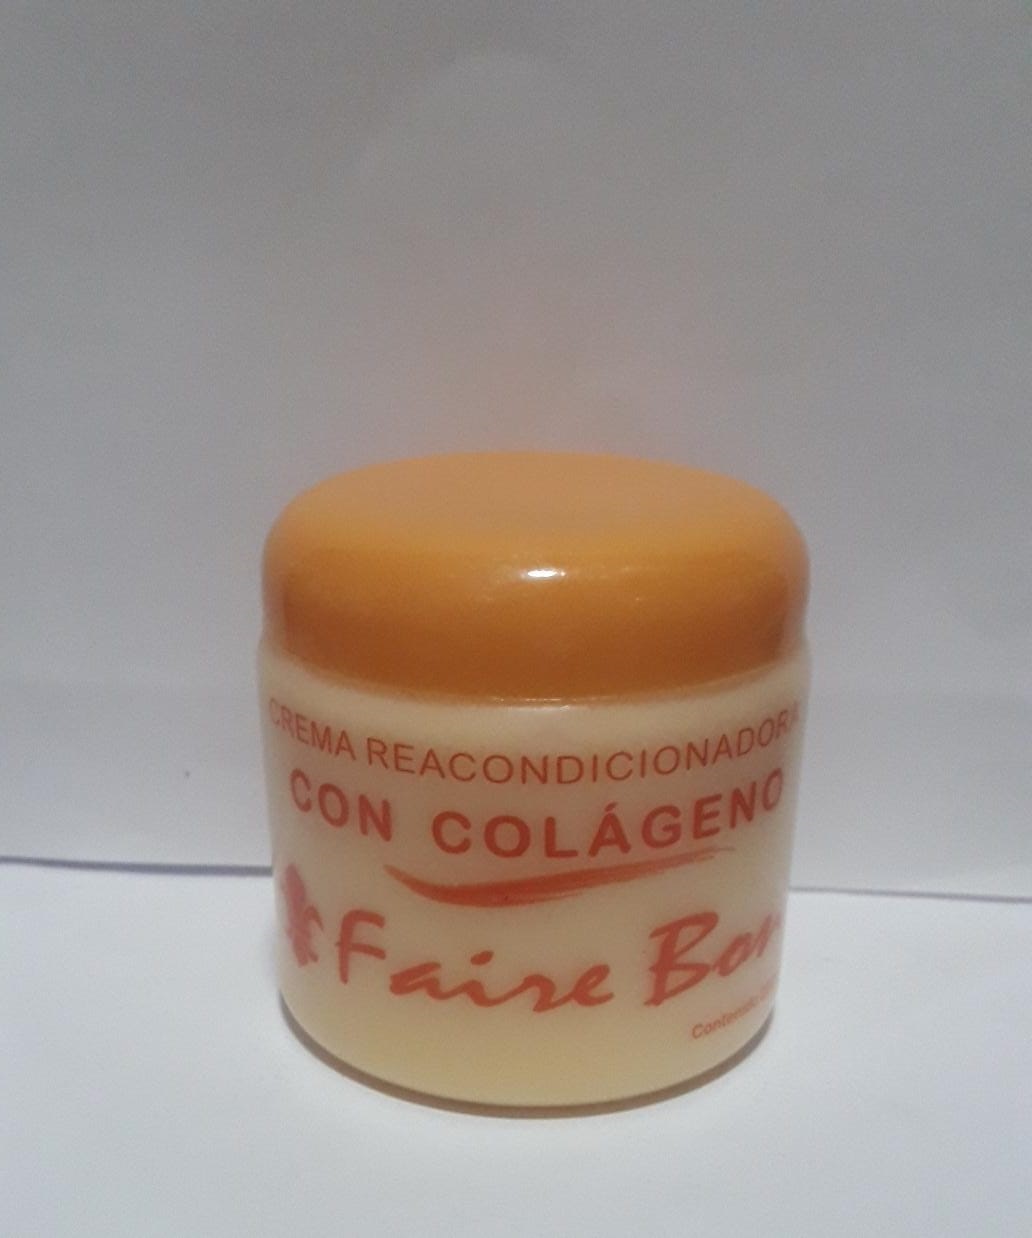 CREMA REACONDICIONADORA
CON COLÁGENO
Faire Bon